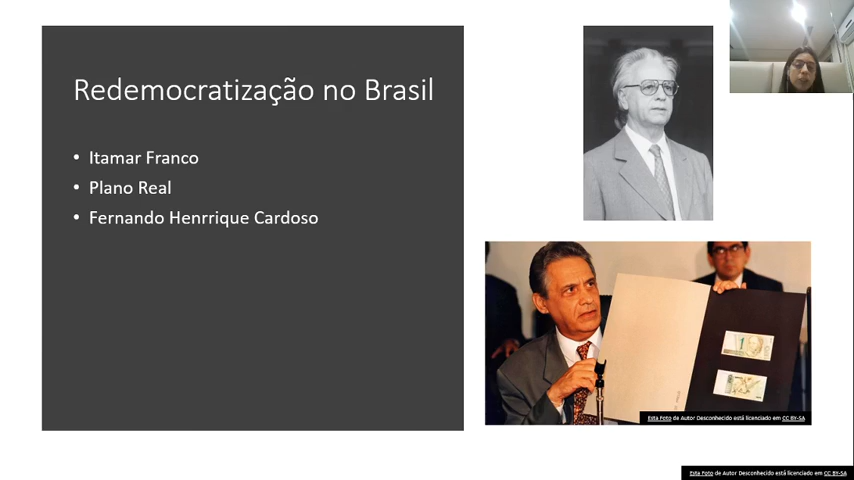 Redemocratização no Brasil
• Itamar Franco
• Plano Real
• Fernando Henrrique Cardoso
1
Esta Foto de Autor Desconhecido está licenciado em CC BY-SA
Esta Foto de Autor Desconhecido está licenciado em CC BY-SA